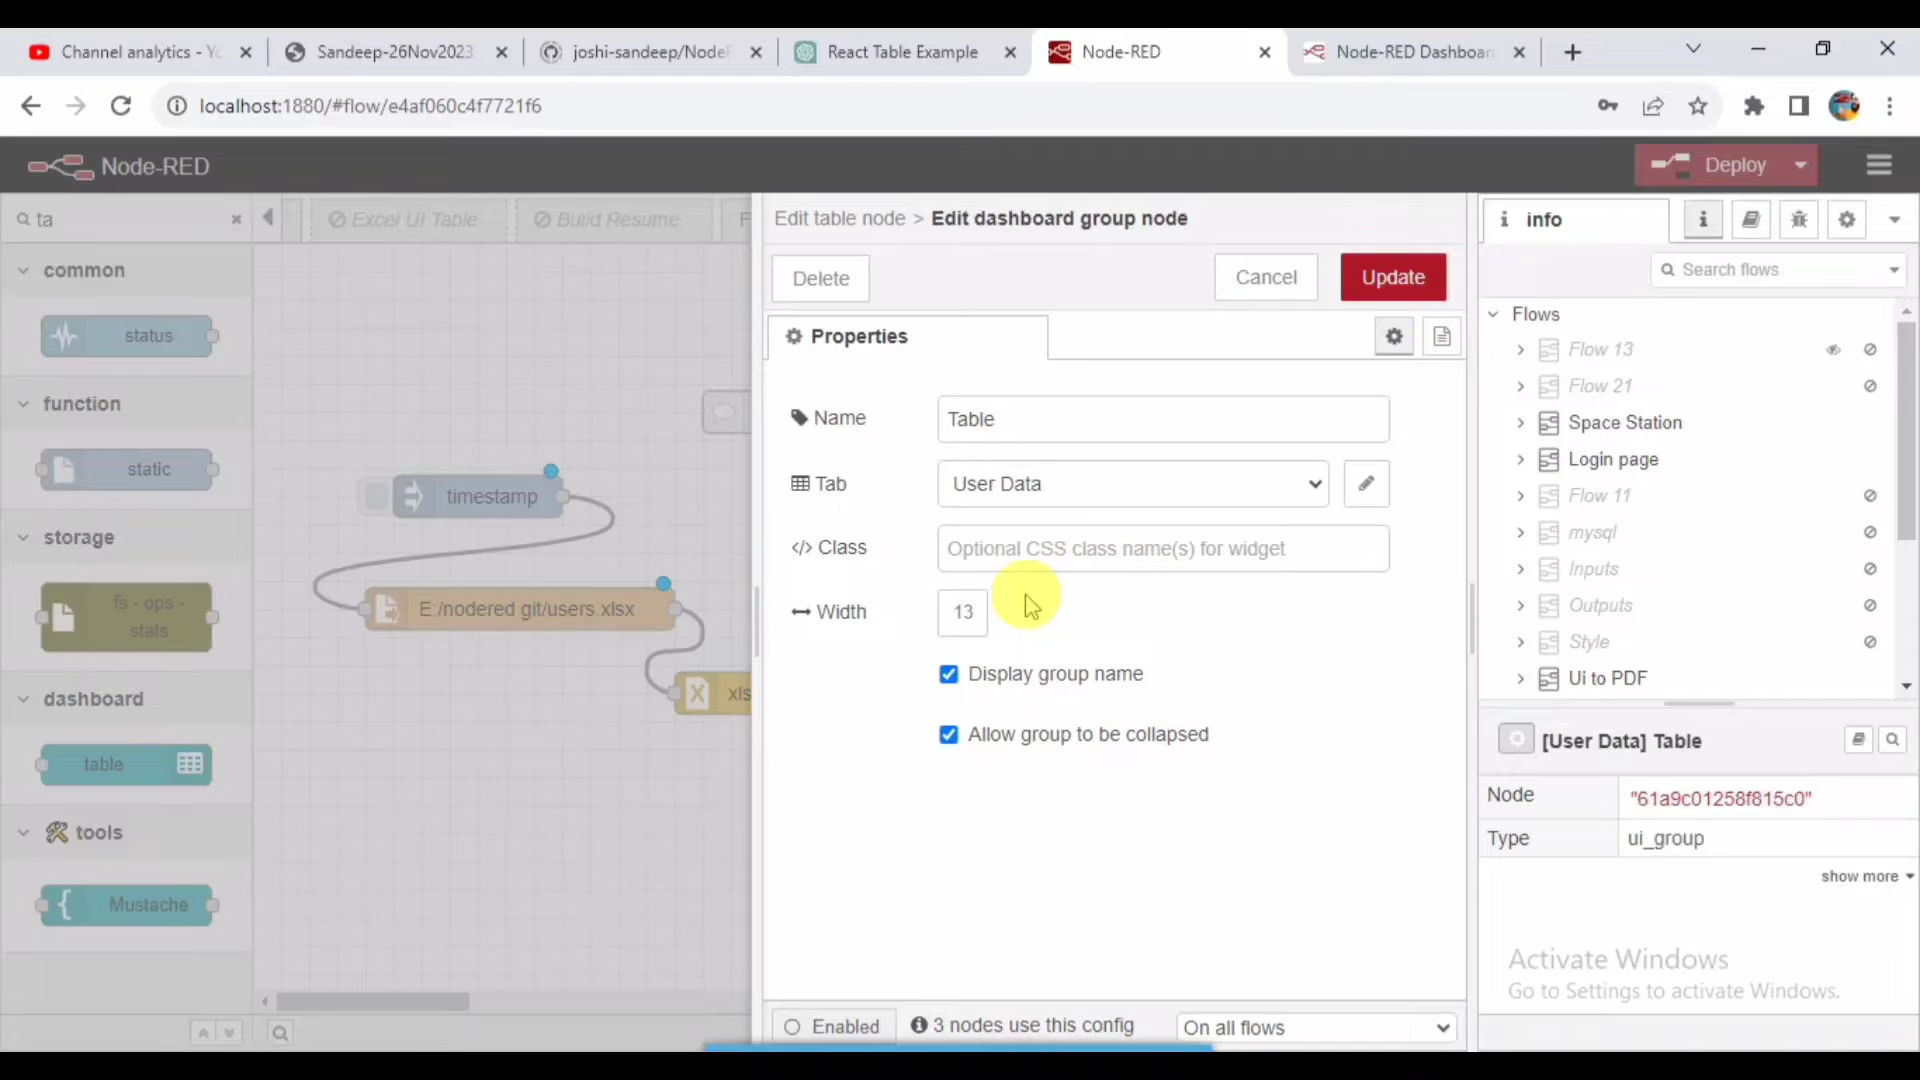 Channel analytics - Yo
Sandeep-26Nov2023
joshi-sandeep/NodeR
React Table Example
Node-RED
Node-RED Dashboar
localhost:1880/#flow/e4af060c4f7721f6
Node-RED
Deploy
ta
Excel UI Table
Build Resume
F
Edit table node > Edit dashboard group node
info
Delete
Cancel
Update
Search flows
common
status
function
static
storage
fs - ops -
stats
dashboard
table
tools
Mustache
timestamp
E:/nodered git/users.xlsx
xls
Properties
Name
Table
Tab
User Data
</> Class
Optional CSS class name(s) for widget
Width
13
Display group name
Allow group to be collapsed
Flows
Flow 13
Flow 21
Space Station
Login page
Flow 11
mysql
Inputs
Outputs
Style
Ui to PDF
[User Data] Table
Node
"61a9c01258f815c0"
Type
ui_group
show more
Activate Windows
Go to Settings to activate Windows.
Enabled
3 nodes use this config
On all flows